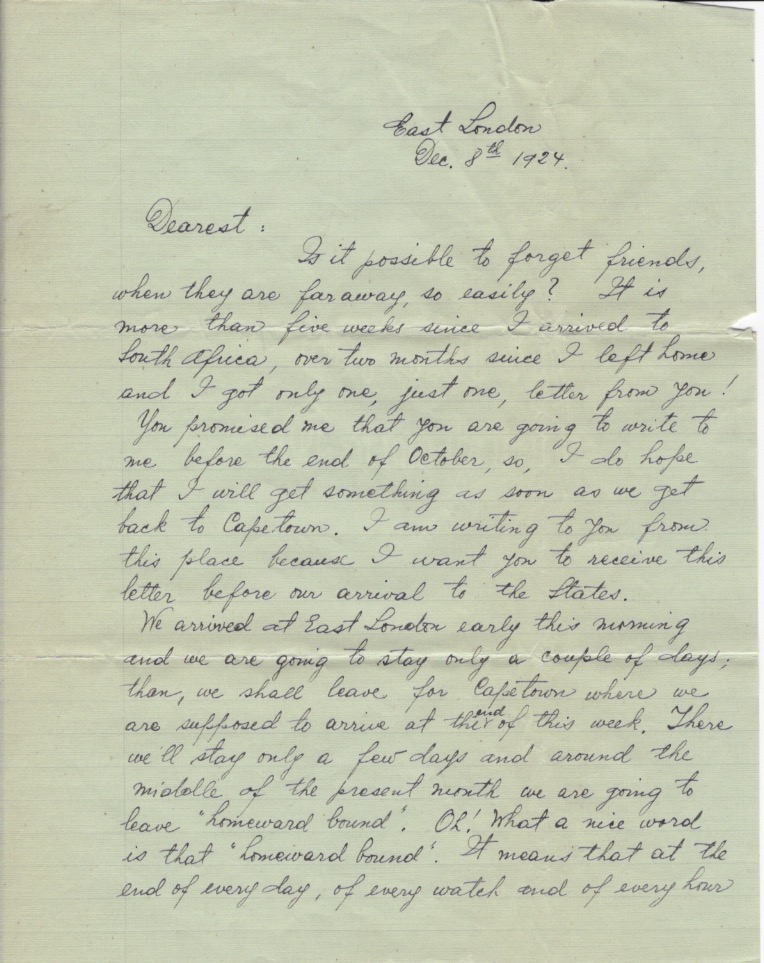 East London
Dec. 8th 1924.
Dearest :
Is it possible to forget friends,
when they are far away, so easily? It is
more than five weeks since I arrived to
South Africa, over two months since I left home
and I got only one, just one, letter from you!
You promised me that you are going to write to
me before the end of October, so, I do hope
that I will get something as soon as we get
back to Capetown. I am writing to you from
this place because I want you to receive this
letter before our arrival to the States.
We arrived at East London early this morning
and we are going to stay only a couple of days;
than, we shall leave for Capetown where we
are supposed to arrive at the end of this week. There
we'll stay only a few days and around the
middle of the present month we are going to
leave "homeward bound". Oh! What a nice word
is that "homeward bound". It means that at the
end of every day, of every watch and of every hour